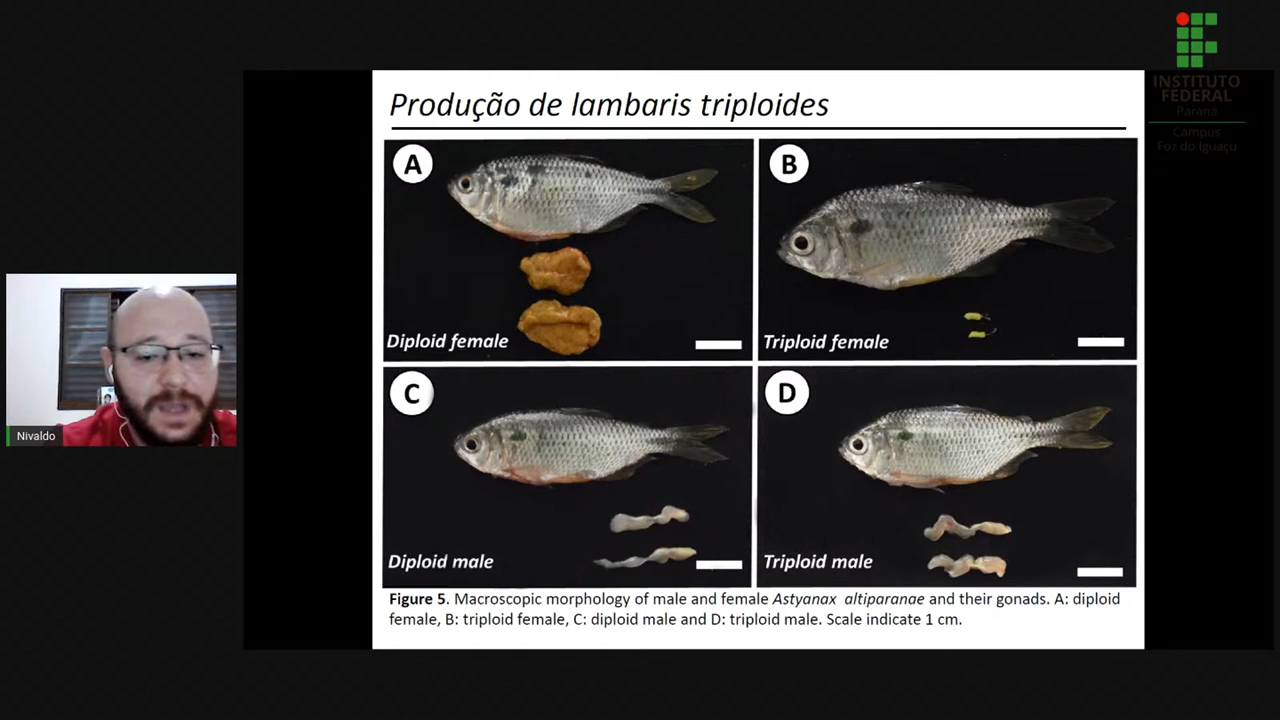 INSTITUTO
FEDERAL
Paraná
Campus
Foz do Iguaçu
Produção de lambaris triploides
A
Diploid female
B
Triploid female
C
Diploid male
D
Triploid male
Figure 5. Macroscopic morphology of male and female Astyanax altiparanae and their gonads. A: diploid
female, B: triploid female, C: diploid male and D: triploid male. Scale indicate 1 cm.
Nivaldo